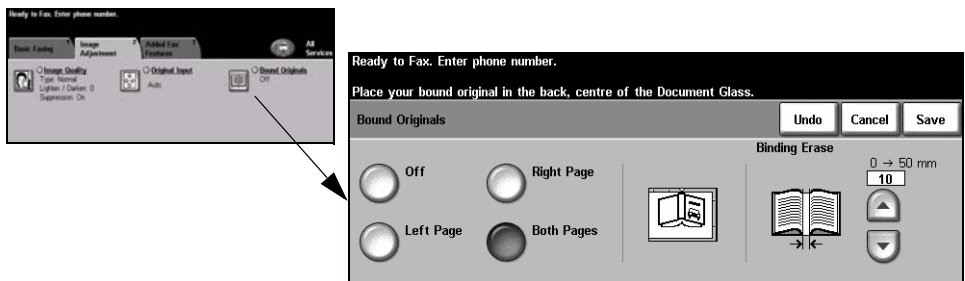 Ready to Fax. Enter phone number.
Basic Faxing
Image Adjustment
Added Fax Features
All Services
Image Quality
Type: Normal
Lighten / Darken: 0
Suppression: On
Original Input
Auto
Bound Originals
Off
Ready to Fax. Enter phone number.
Place your bound original in the back, centre of the Document Glass.
Bound Originals
Undo
Cancel
Save
Binding Erase
Off
Right Page
0 → 50 mm
10
Left Page
Both Pages